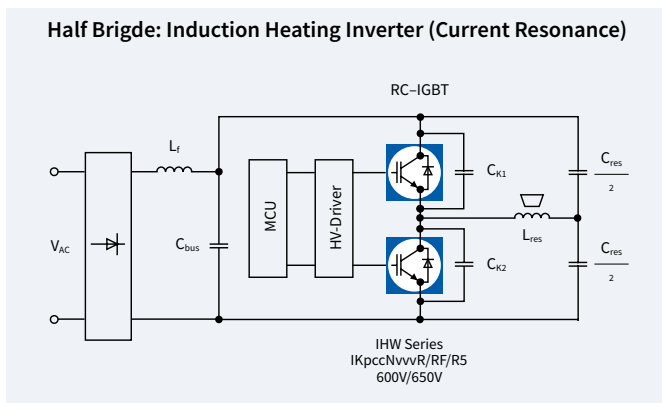 Half Brigde: Induction Heating Inverter (Current Resonance)
RC–IGBT
Lf
MCU
HV-Driver
CK1
Cres
2
VAC
Cbus
Lres
CK2
Cres
2
IHW Series
IKpccNvvvR/RF/R5
600V/650V